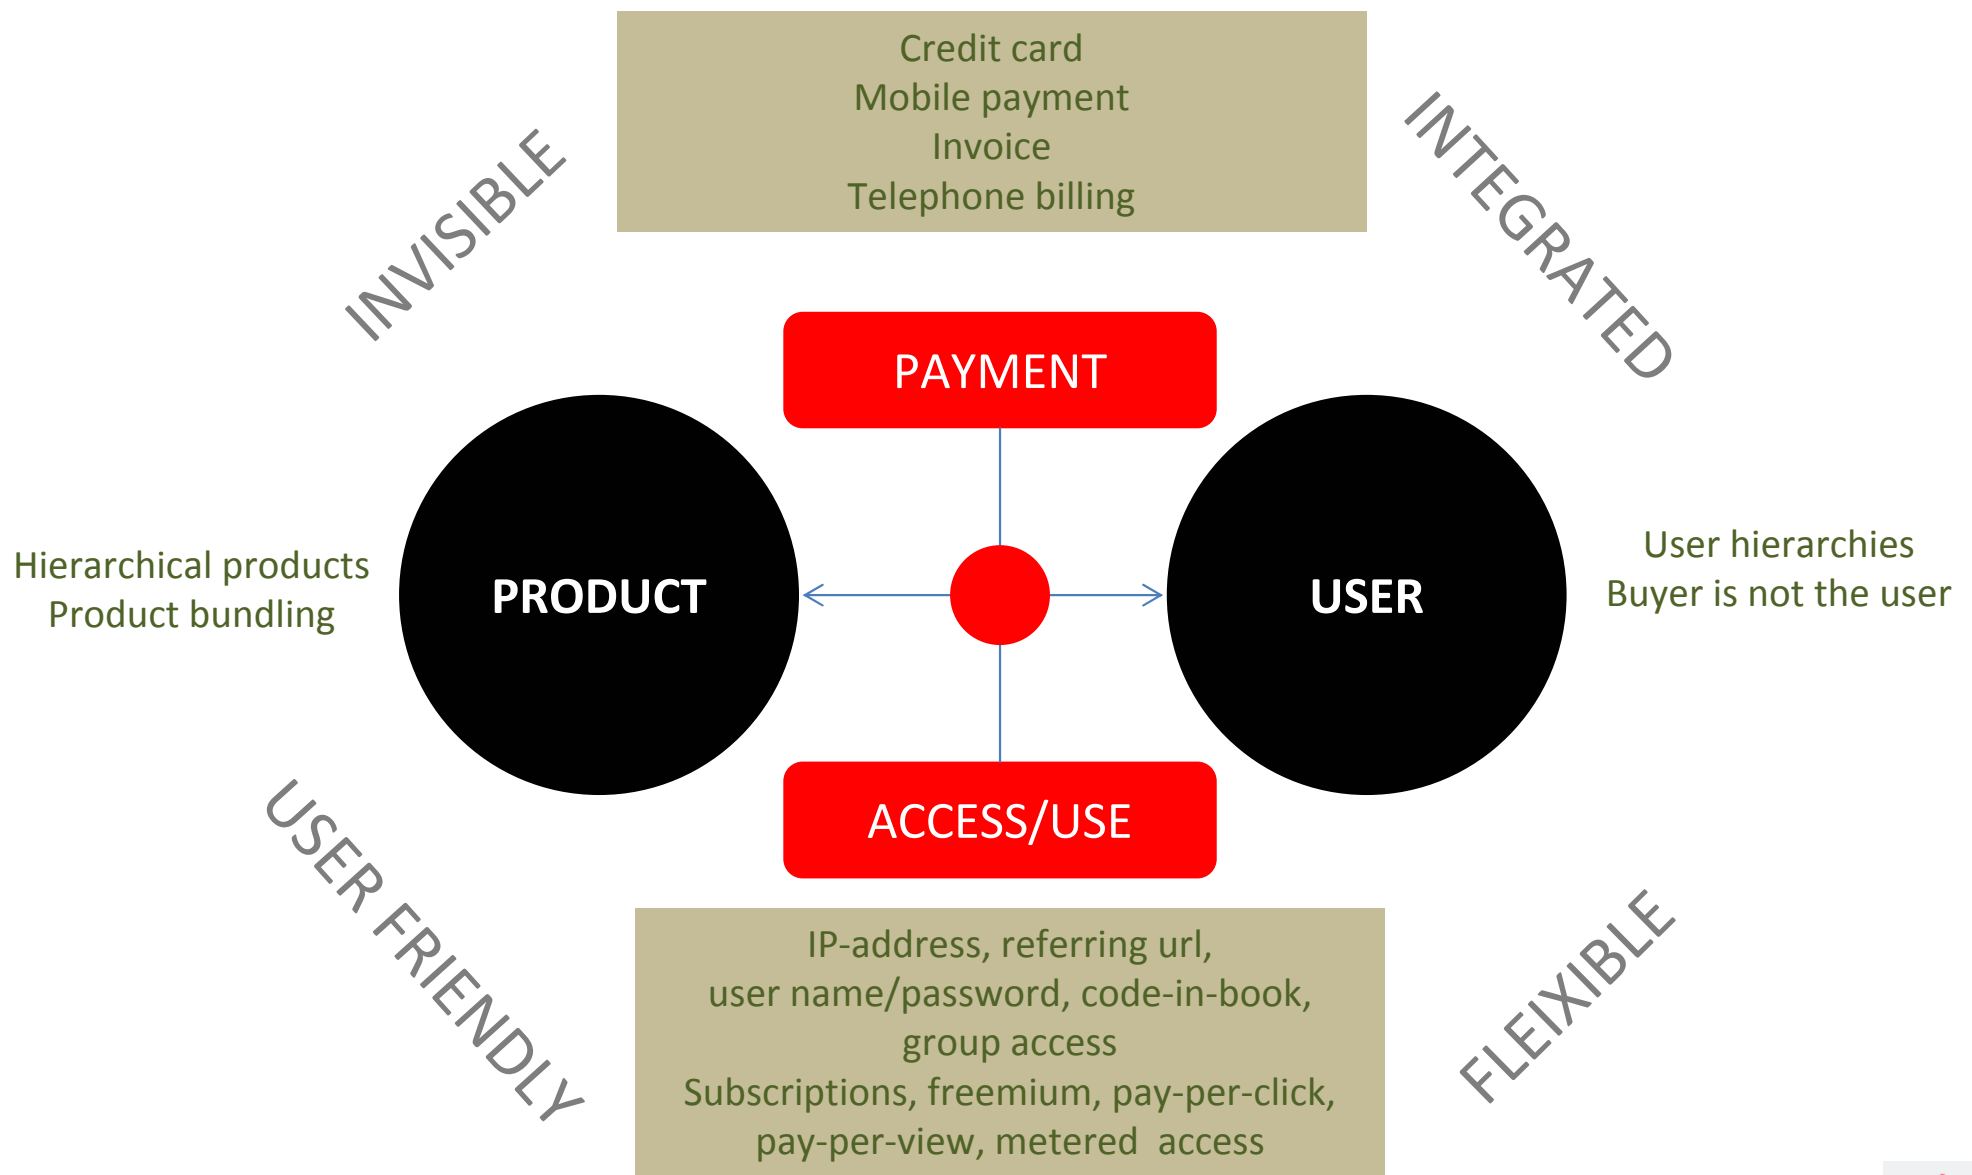 Credit card
Mobile payment
Invoice
Telephone billing
INVISIBLE
INTEGRATED
PAYMENT
Hierarchical products
Product bundling
PRODUCT
USER
User hierarchies
Buyer is not the user
ACCESS/USE
USER FRIENDLY
FLEIXIBLE
IP-address, referring url,
user name/password, code-in-book,
group access
Subscriptions, freemium, pay-per-click,
pay-per-view, metered access